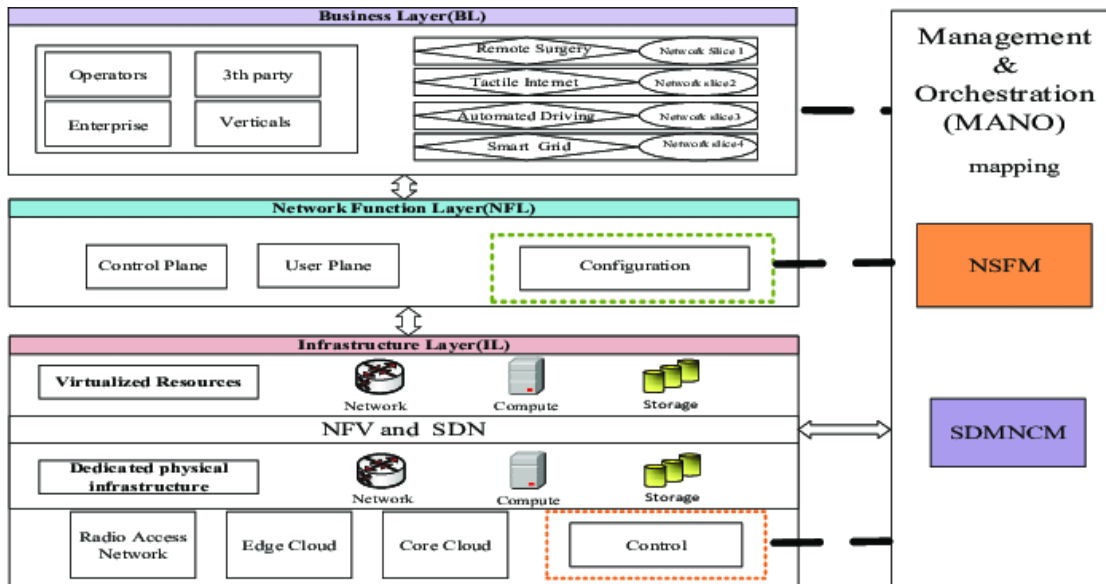 Business Layer(BL)
Operators
3th party
Enterprise
Verticals
Remote Surgery
Network Slice 1
Tactile Internet
Network slice2
Automated Driving
Network slice3
Smart Grid
Network slice4
Network Function Layer(NFL)
Control Plane
User Plane
Configuration
Infrastructure Layer(IL)
Virtualized Resources
Network
Compute
Storage
NFV and SDN
Dedicated physical
infrastructure
Network
Compute
Storage
Radio Access
Network
Edge Cloud
Core Cloud
Control
Management
&
Orchestration
(MANO)
mapping
NSFM
SDMNCM